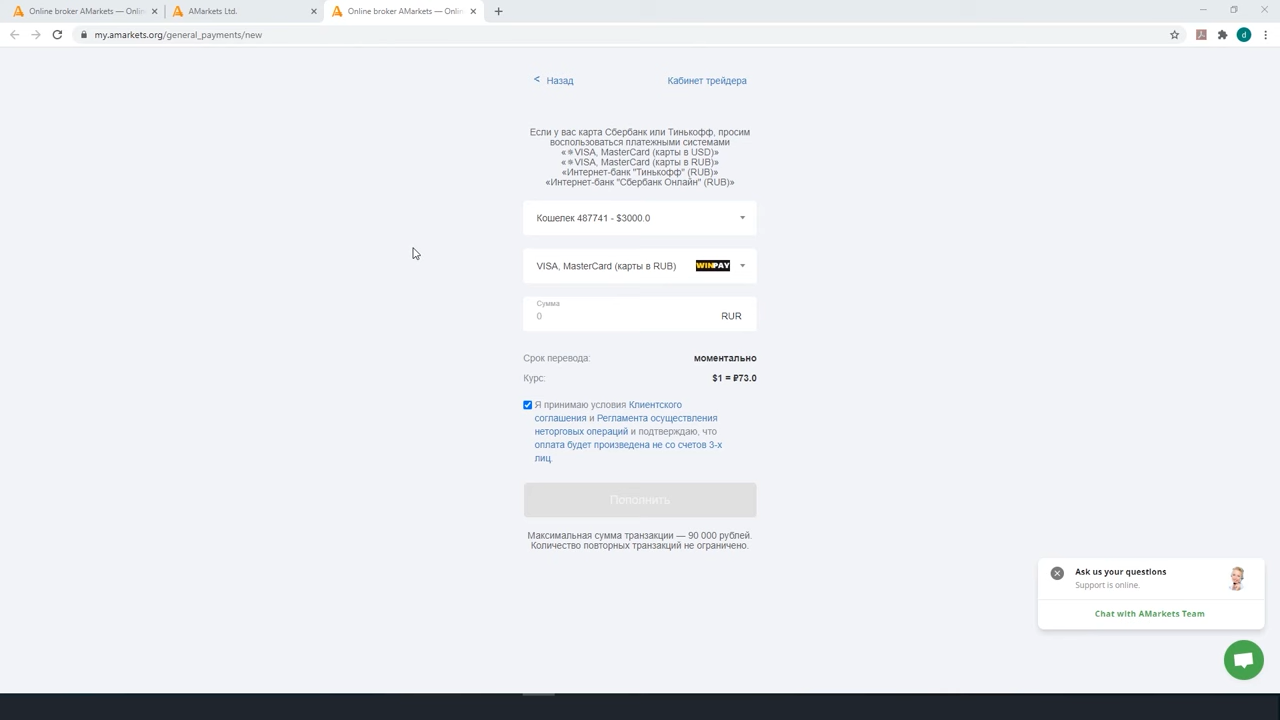 Online broker AMarkets — Onlin
AMarkets Ltd.
Online broker AMarkets — Onlin
my.amarkets.org/general_payments/new
d
< Назад
Кабинет трейдера
Если у вас карта Сбербанк или Тинькофф, просим
воспользоваться платежными системами
«✵VISA, MasterCard (карты в USD)»
«✵VISA, MasterCard (карты в RUB)»
«Интернет-банк "Тинькофф" (RUB)»
«Интернет-банк "Сбербанк Онлайн" (RUB)»
Кошелек 487741 - $3000.0
VISA, MasterCard (карты в RUB) WINPAY
Сумма
0 RUR
Срок перевода: моментально
Курс: $1 = ₽73.0
Я принимаю условия Клиентского
соглашения и Регламента осуществления
неторговых операций и подтверждаю, что
оплата будет произведена не со счетов 3-х
лиц.
Пополнить
Максимальная сумма транзакции — 90 000 рублей.
Количество повторных транзакций не ограничено.
Ask us your questions
Support is online.
Chat with AMarkets Team